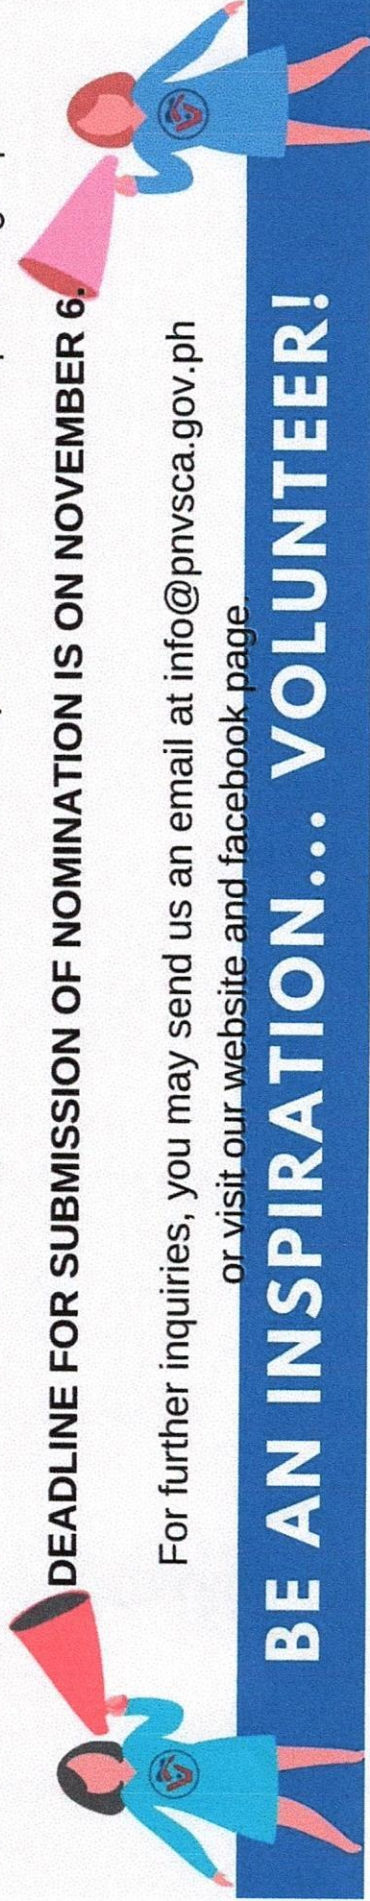 DEADLINE FOR SUBMISSION OF NOMINATION IS ON NOVEMBER 6.
For further inquiries, you may send us an email at info@pnvsca.gov.ph
or visit our website and facebook page.
BE AN INSPIRATION... VOLUNTEER!